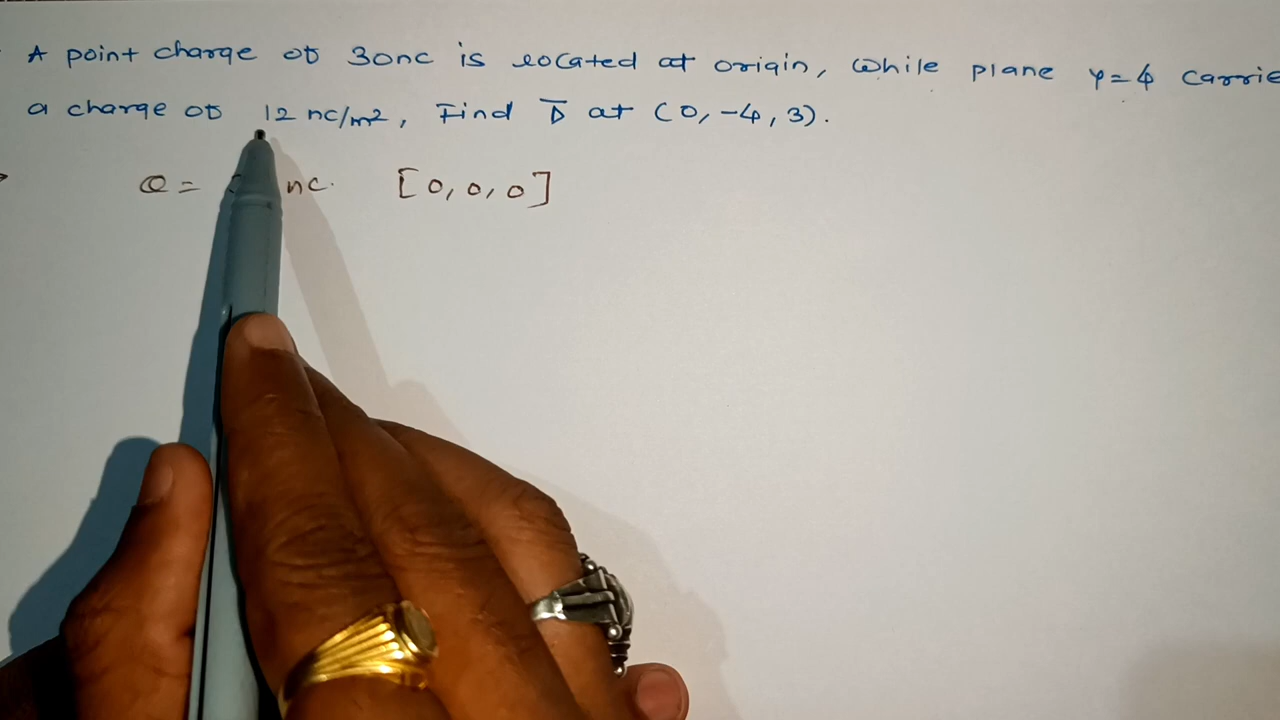 A point charge of 30nc is located at origin, while plane y=4 carrie
a charge of 12 nc/m², Find D̅ at (0,-4,3).
Q= nc. [0,0,0]